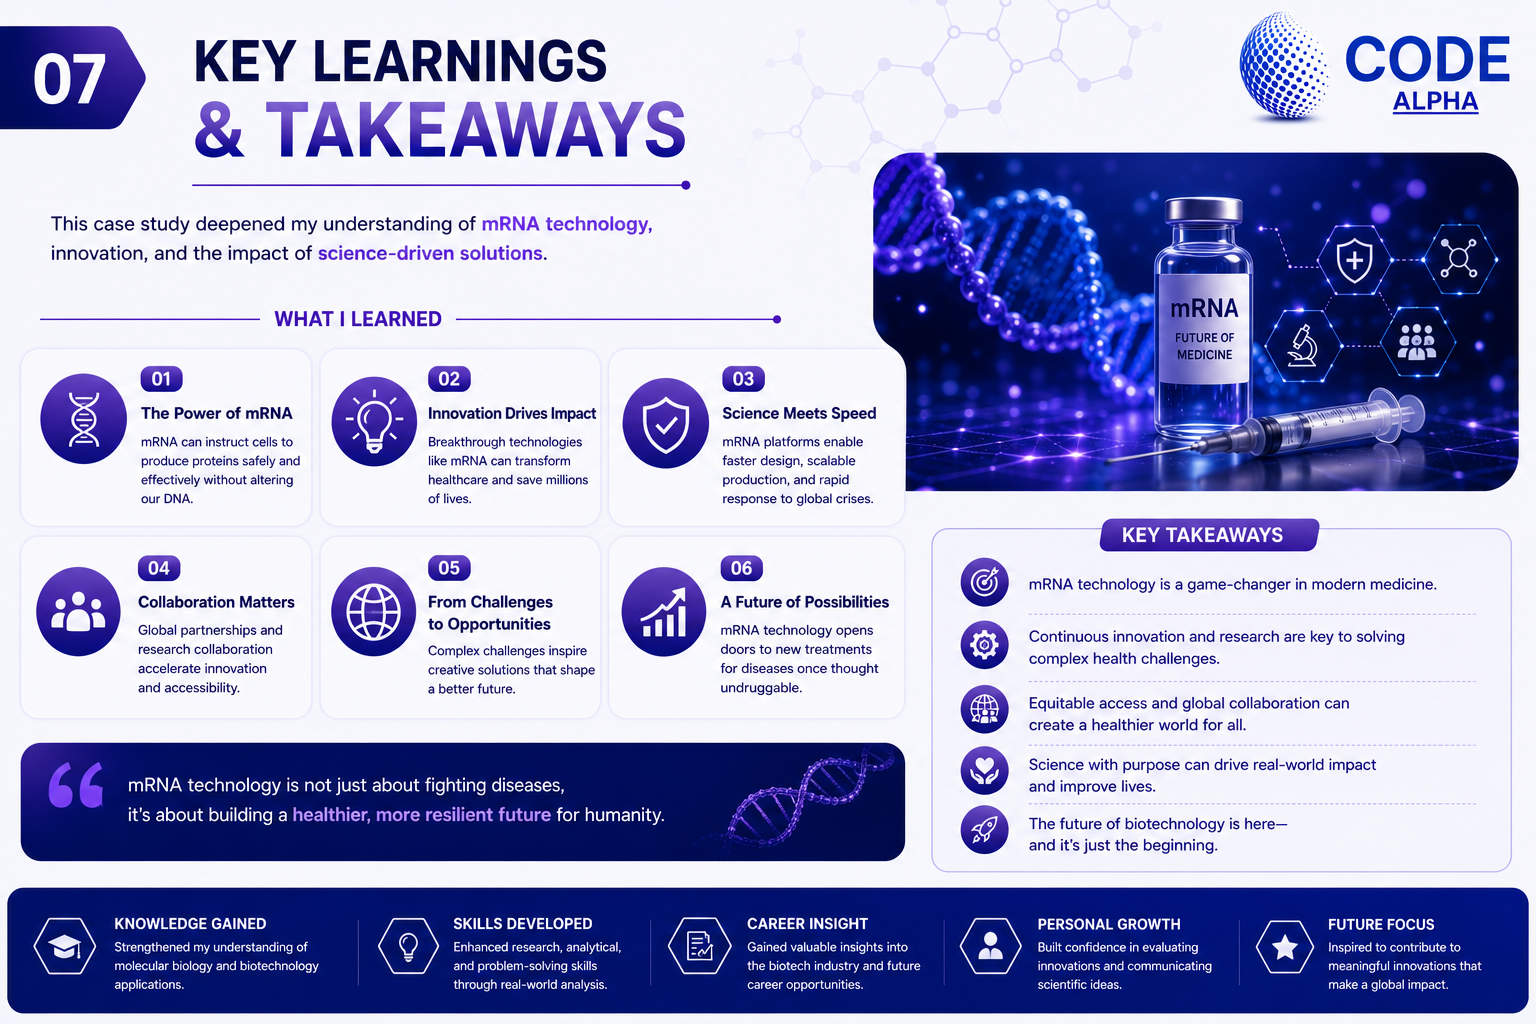 07
KEY LEARNINGS
& TAKEAWAYS
CODE
ALPHA
This case study deepened my understanding of mRNA technology,
innovation, and the impact of science-driven solutions.
mRNA
FUTURE OF
MEDICINE
WHAT I LEARNED
01
The Power of mRNA
mRNA can instruct cells to
produce proteins safely and
effectively without altering
our DNA.
02
Innovation Drives Impact
Breakthrough technologies
like mRNA can transform
healthcare and save millions
of lives.
03
Science Meets Speed
mRNA platforms enable
faster design, scalable
production, and rapid
response to global crises.
04
Collaboration Matters
Global partnerships and
research collaboration
accelerate innovation
and accessibility.
05
From Challenges
to Opportunities
Complex challenges inspire
creative solutions that shape
a better future.
06
A Future of Possibilities
mRNA technology opens
doors to new treatments
for diseases once thought
undruggable.
KEY TAKEAWAYS
mRNA technology is a game-changer in modern medicine.
Continuous innovation and research are key to solving
complex health challenges.
Equitable access and global collaboration can
create a healthier world for all.
Science with purpose can drive real-world impact
and improve lives.
The future of biotechnology is here—
and it's just the beginning.
“
mRNA technology is not just about fighting diseases,
it's about building a healthier, more resilient future for humanity.
KNOWLEDGE GAINED
Strengthened my understanding of
molecular biology and biotechnology
applications.
SKILLS DEVELOPED
Enhanced research, analytical,
and problem-solving skills
through real-world analysis.
CAREER INSIGHT
Gained valuable insights into
the biotech industry and future
career opportunities.
PERSONAL GROWTH
Built confidence in evaluating
innovations and communicating
scientific ideas.
FUTURE FOCUS
Inspired to contribute to
meaningful innovations that
make a global impact.